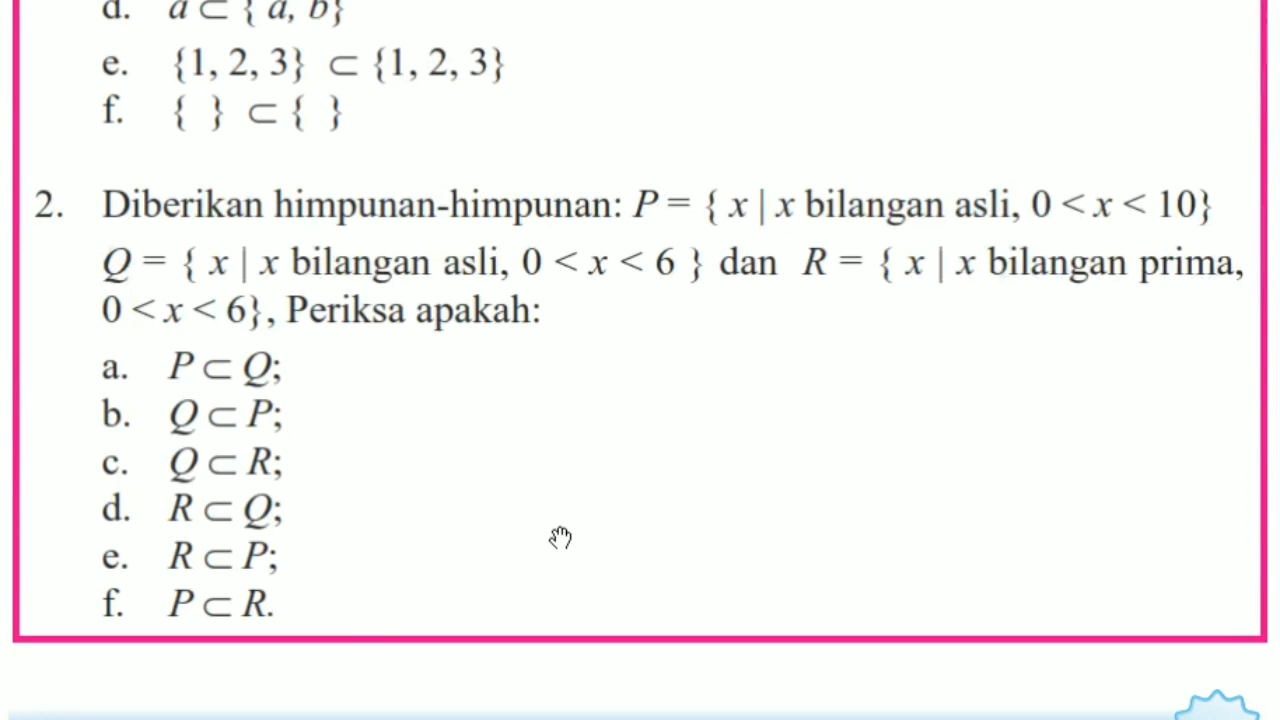 d. a ⊂ { a, b}
e. {1, 2, 3} ⊂ {1, 2, 3}
f. { } ⊂ { }
2. Diberikan himpunan-himpunan: P = { x | x bilangan asli, 0 < x < 10}
Q = { x | x bilangan asli, 0 < x < 6 } dan R = { x | x bilangan prima,
0 < x < 6}, Periksa apakah:
a. P ⊂ Q;
b. Q ⊂ P;
c. Q ⊂ R;
d. R ⊂ Q;
e. R ⊂ P;
f. P ⊂ R.